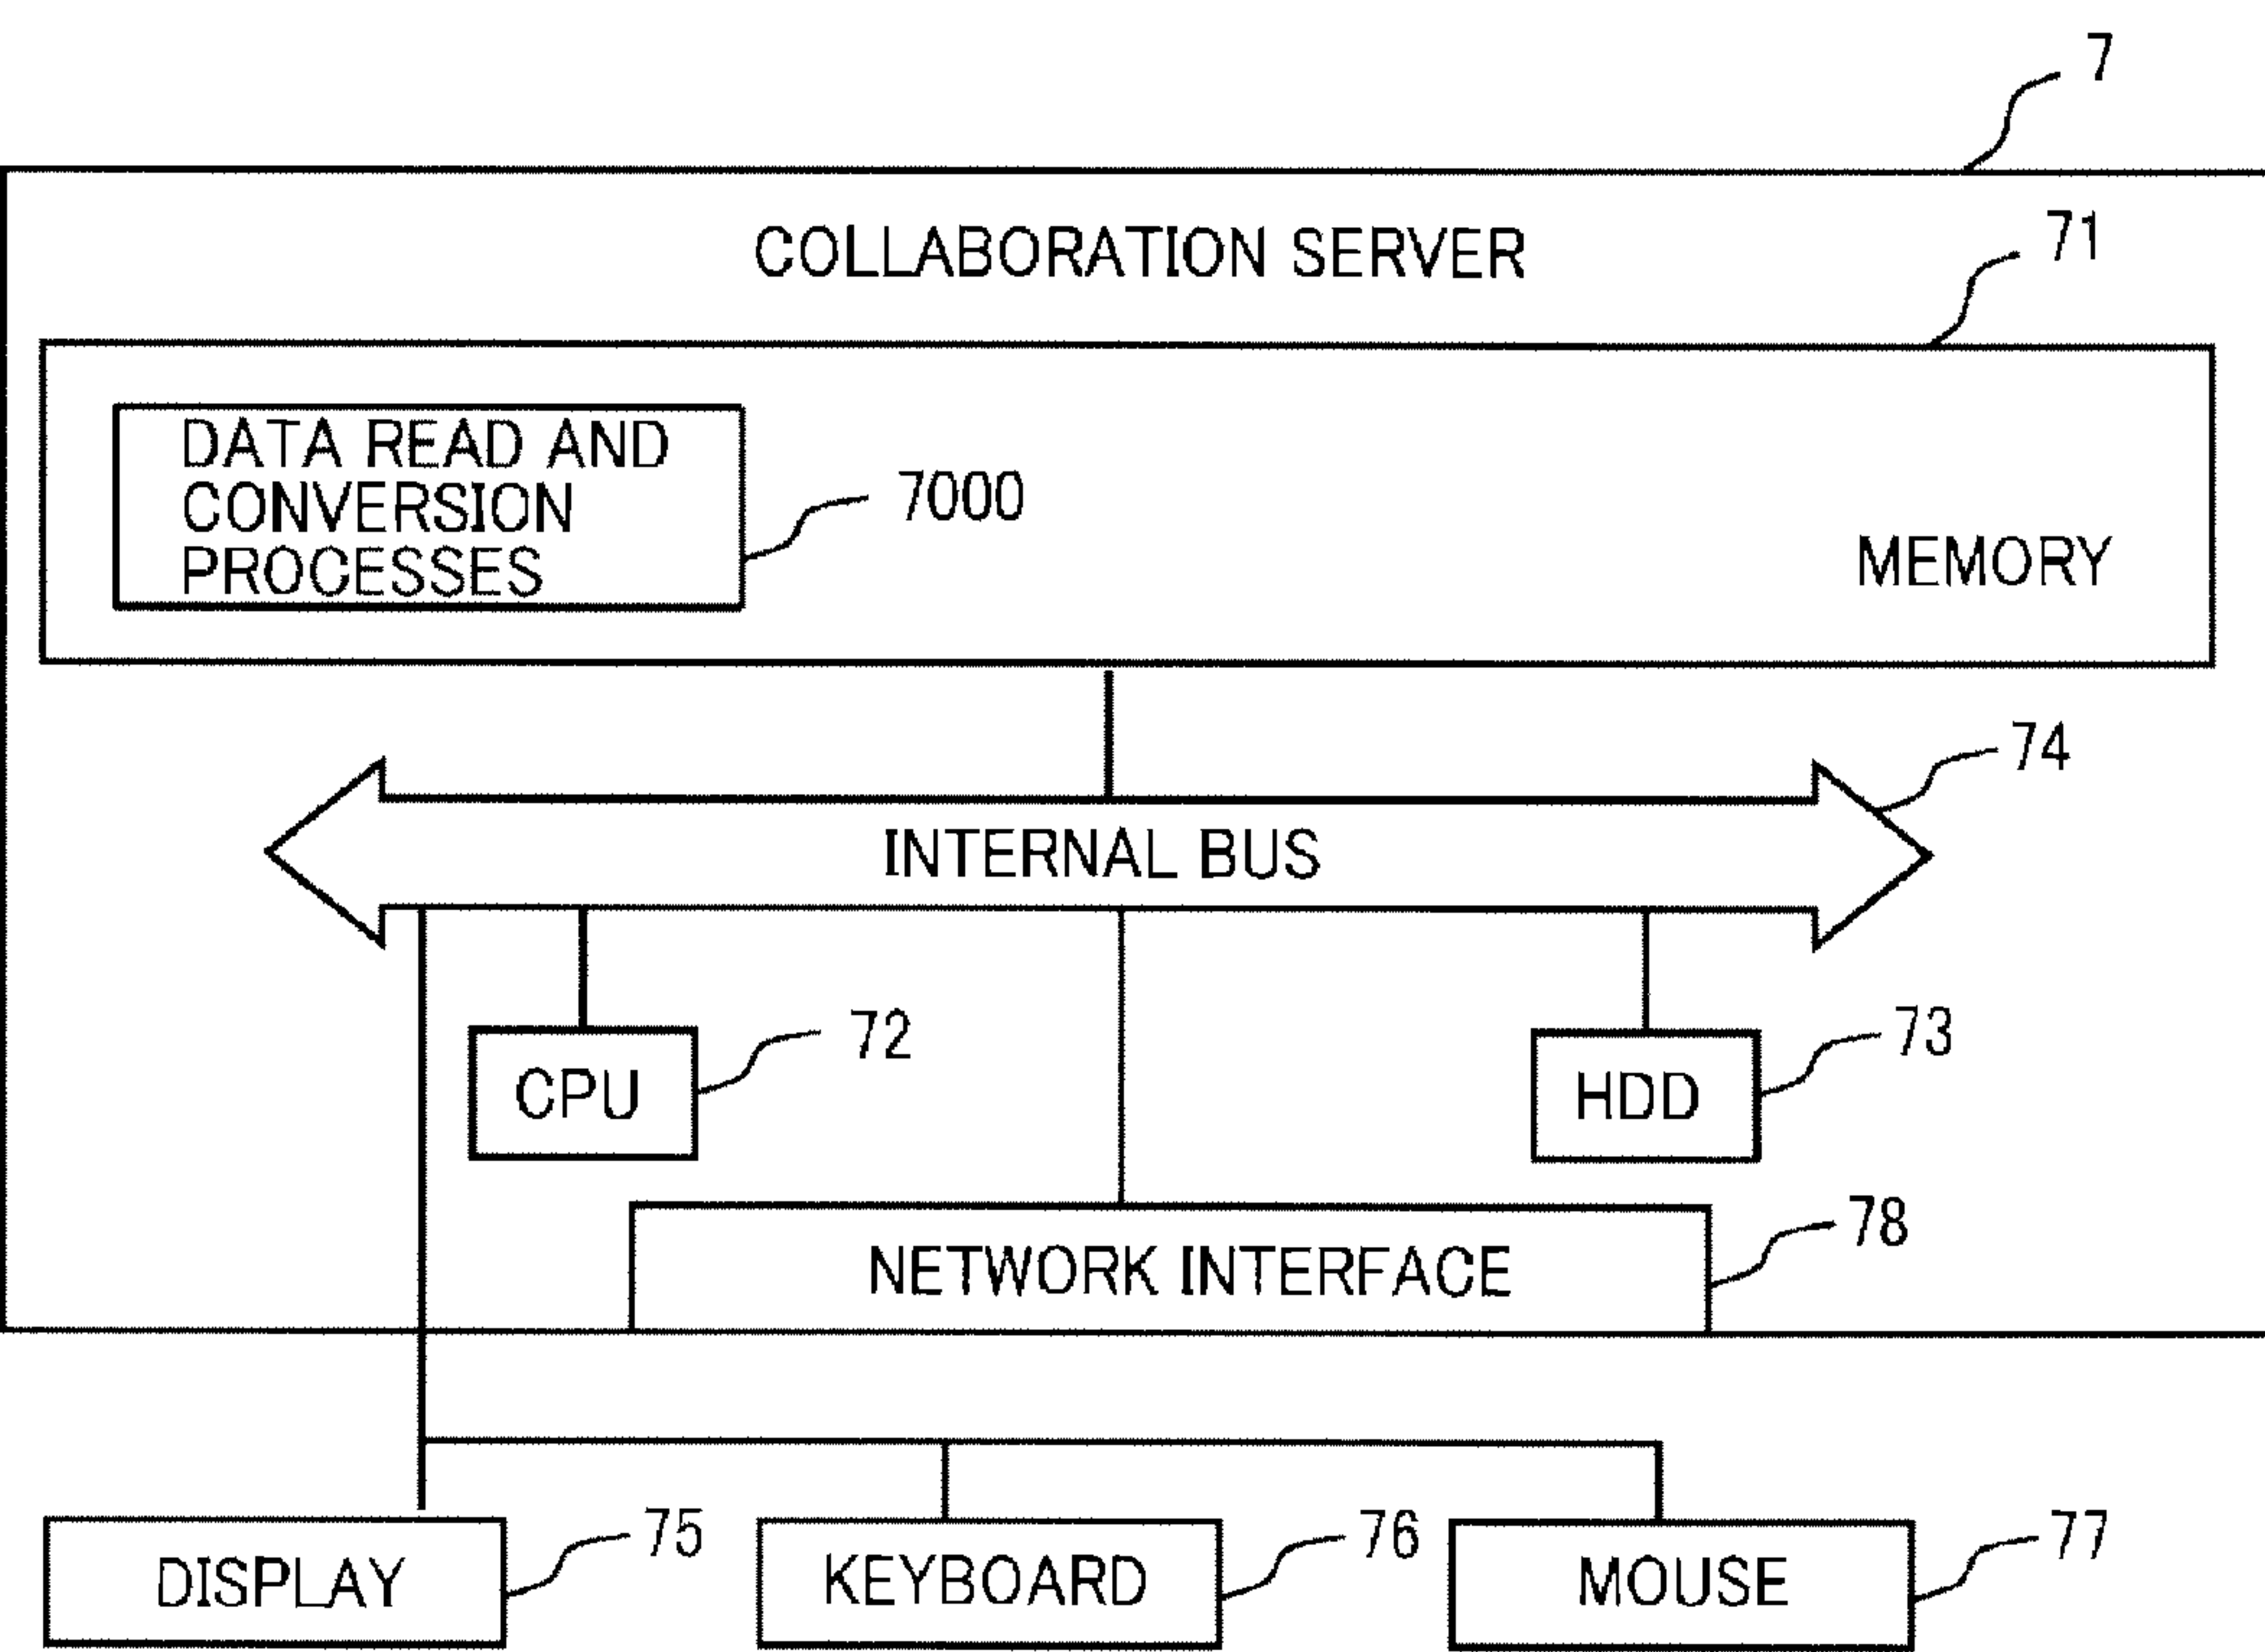 7
COLLABORATION SERVER
71
DATA READ AND
CONVERSION
PROCESSES
7000
MEMORY
74
INTERNAL BUS
72
CPU
73
HDD
78
NETWORK INTERFACE
75
DISPLAY
76
KEYBOARD
77
MOUSE